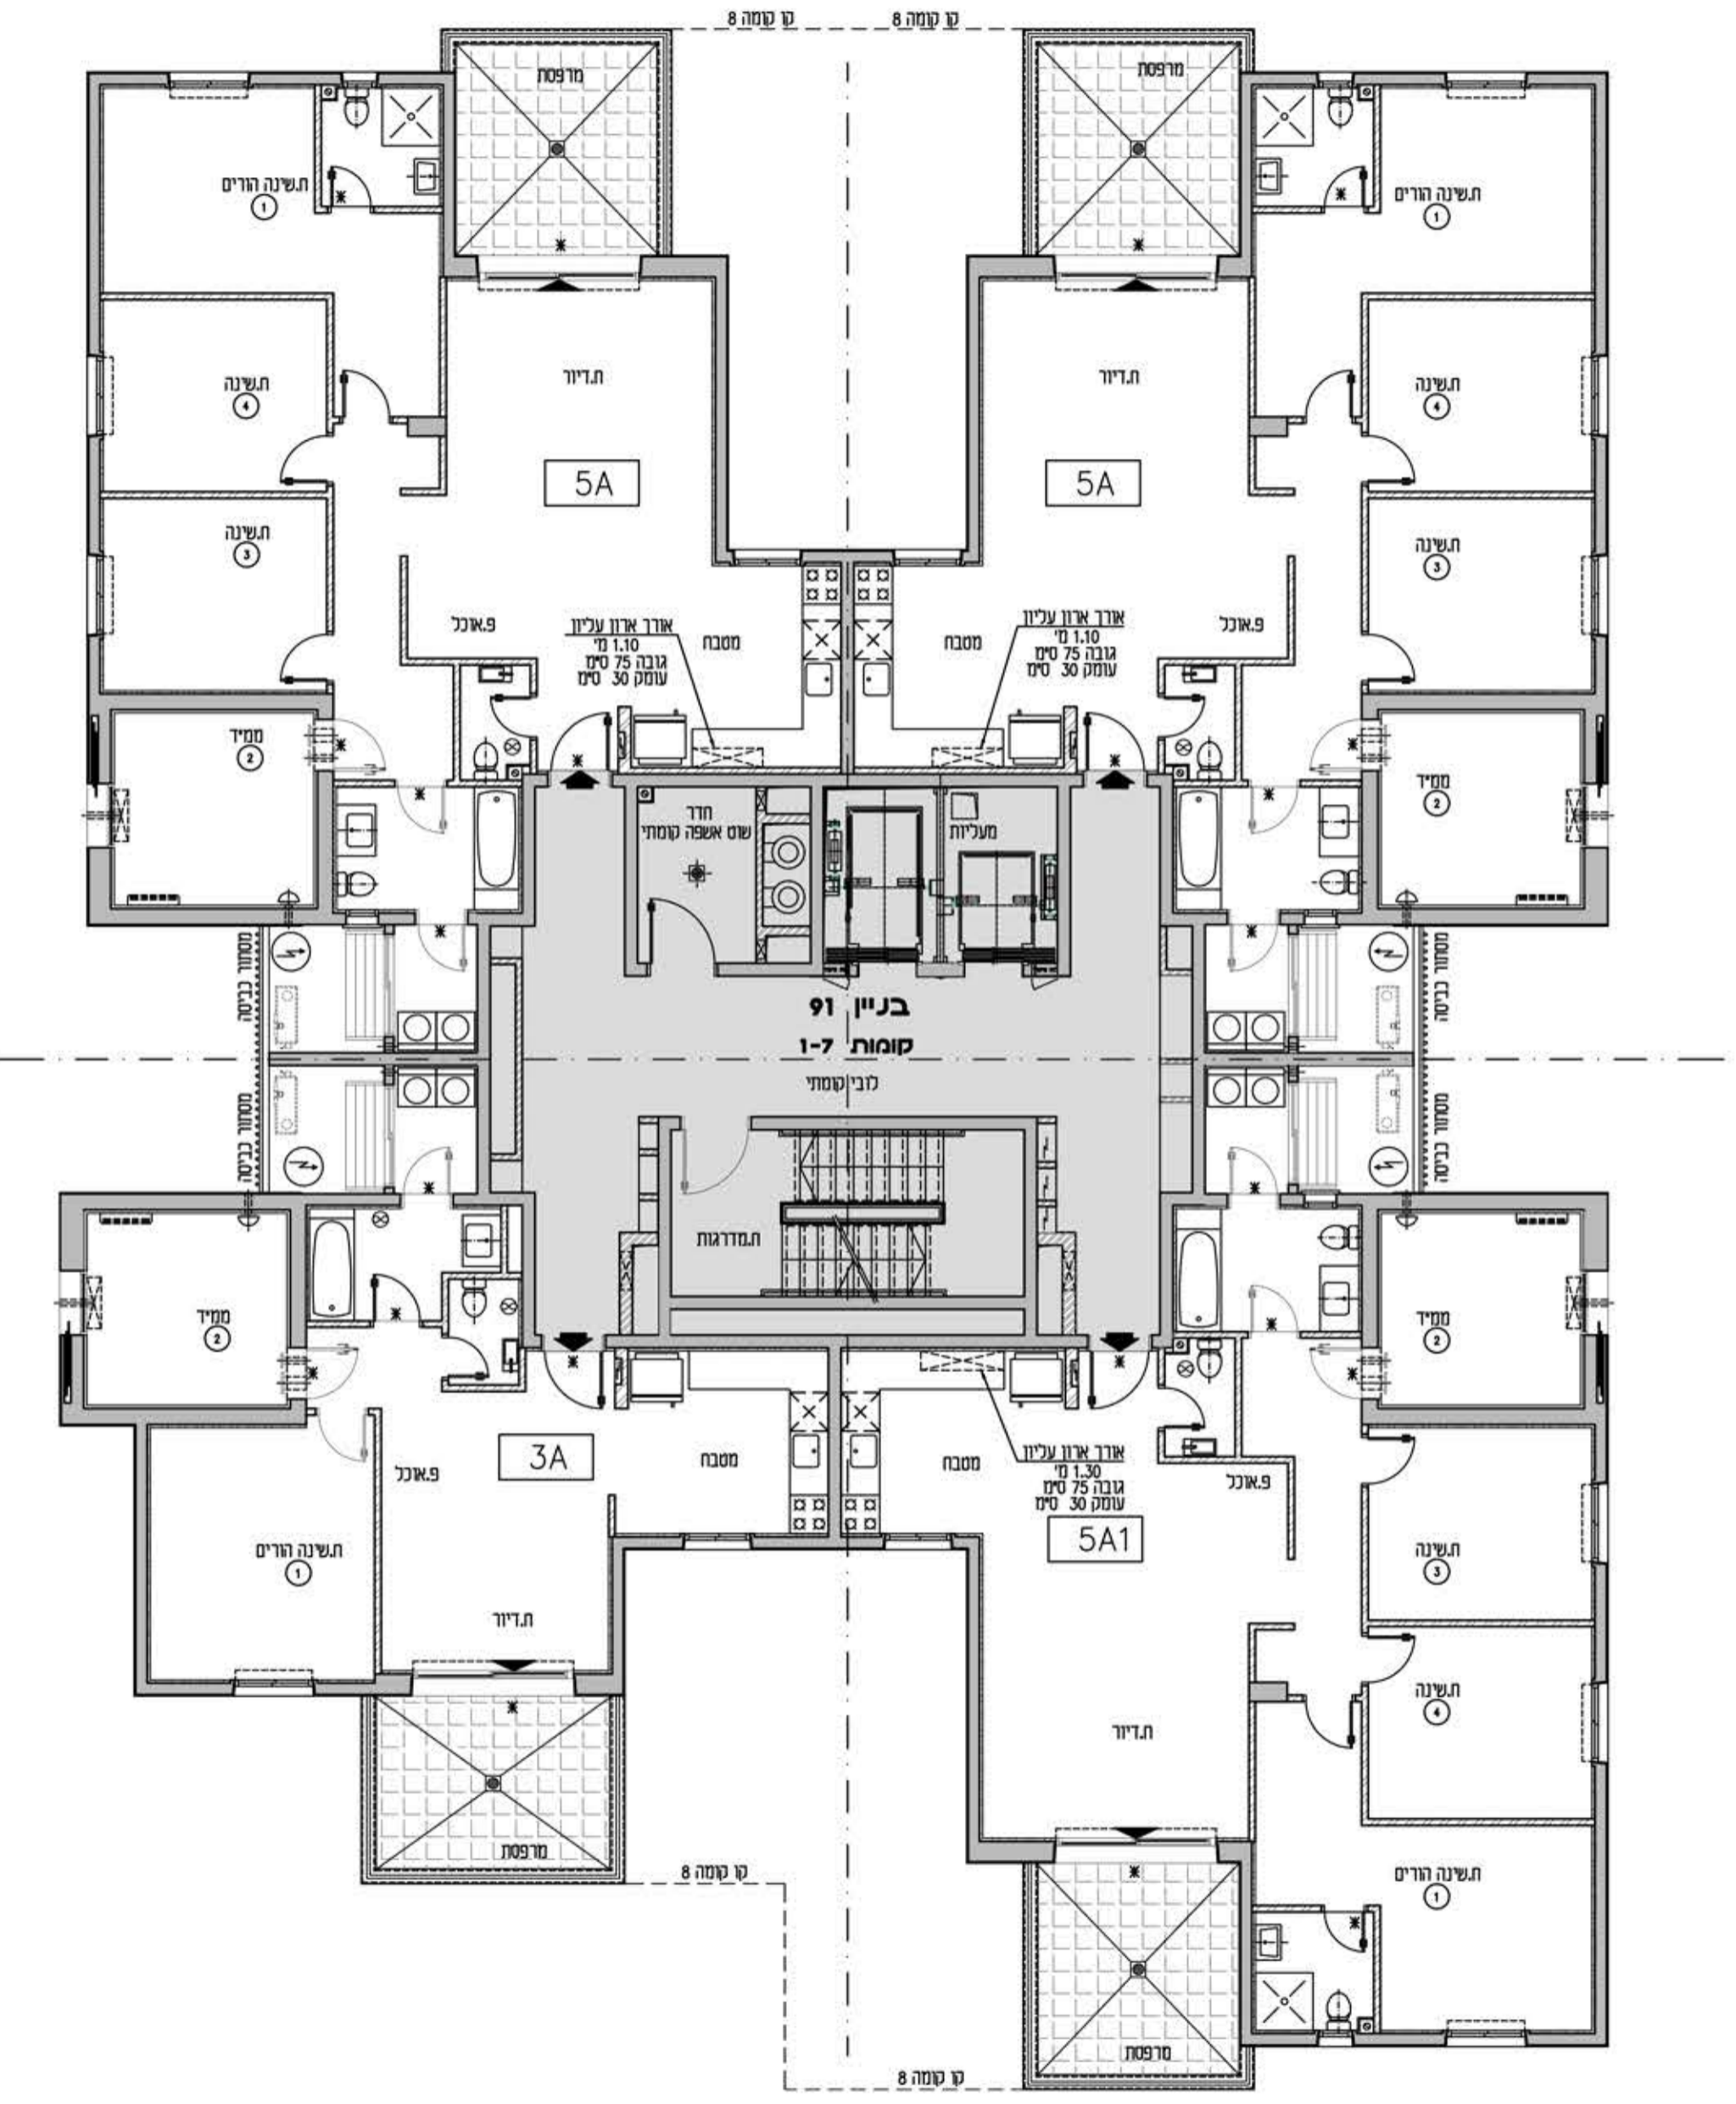 קו קומה 8
קו קומה 8
מרפסת
מרפסת
ח.שינה הורים
1
ח.שינה הורים
1
ח.שינה
4
ח.דיור
ח.דיור
ח.שינה
4
5A
5A
ח.שינה
3
ח.שינה
3
פ.אוכל
אורך ארון עליון
1.10 מ'
גובה 75 ס"מ
עומק 30 ס"מ
מטבח
מטבח
אורך ארון עליון
1.10 מ'
גובה 75 ס"מ
עומק 30 ס"מ
פ.אוכל
ממ"ד
2
ממ"ד
2
חדר
שוט אשפה קומתי
מעליות
מסתור כביסה
מסתור כביסה
בניין 91
קומות 1-7
לובי קומתי
מסתור כביסה
מסתור כביסה
ח.מדרגות
ממ"ד
2
ממ"ד
2
3A
פ.אוכל
מטבח
מטבח
אורך ארון עליון
1.30 מ'
גובה 75 ס"מ
עומק 30 ס"מ
פ.אוכל
5A1
ח.שינה הורים
1
ח.שינה
3
ח.דיור
ח.שינה
4
ח.דיור
מרפסת
קו קומה 8
ח.שינה הורים
1
מרפסת
קו קומה 8